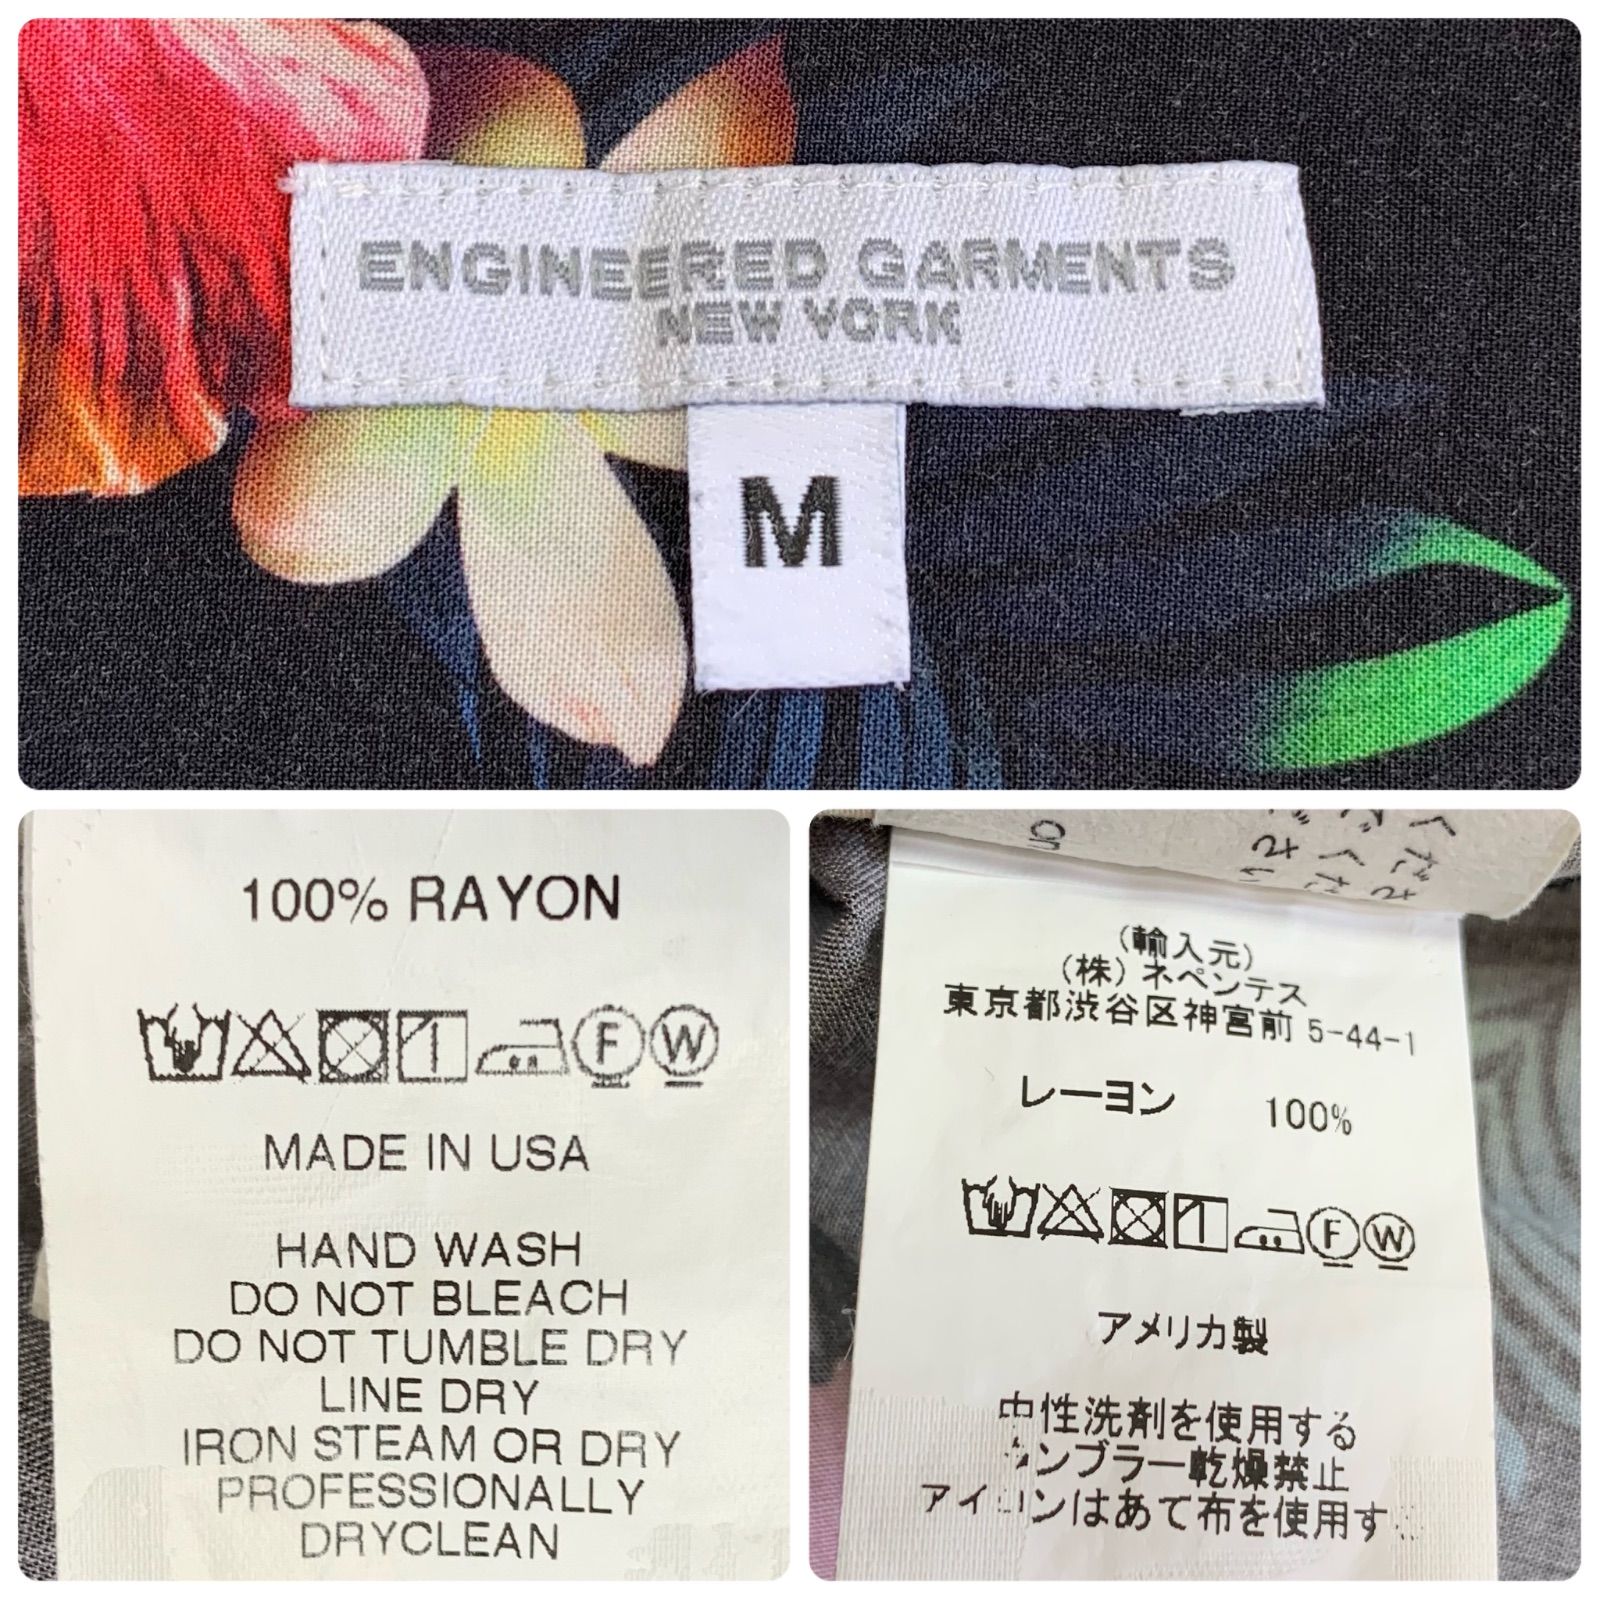 ENGINEERED GARMENTS
NEW YORK
M
100% RAYON
F W
MADE IN USA
HAND WASH
DO NOT BLEACH
DO NOT TUMBLE DRY
LINE DRY
IRON STEAM OR DRY
PROFESSIONALLY
DRYCLEAN
on
(輸入元)
(株) ネペンテス
東京都渋谷区神宮前 5-44-1
レーヨン 100%
F W
アメリカ製
中性洗剤を使用する
タンブラー乾燥禁止
アイロンはあて布を使用する